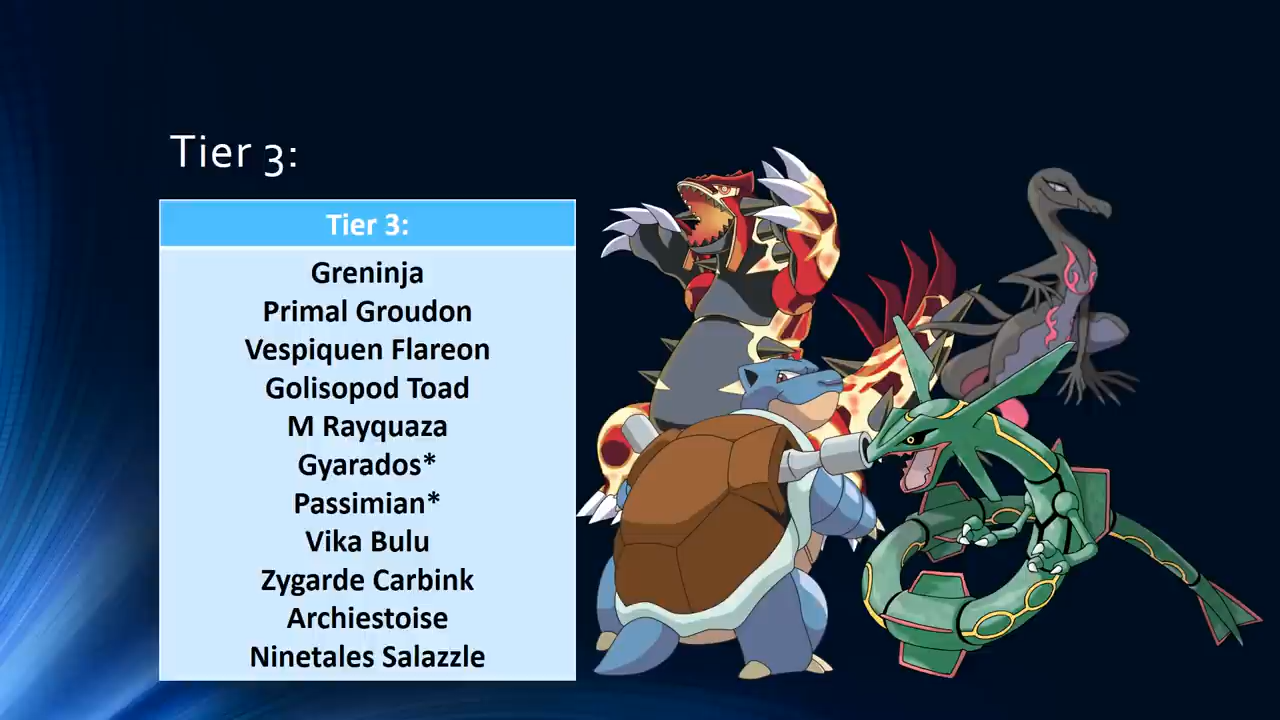 Tier 3:
Tier 3:
Greninja
Primal Groudon
Vespiquen Flareon
Golisopod Toad
M Rayquaza
Gyarados*
Passimian*
Vika Bulu
Zygarde Carbink
Archiestoise
Ninetales Salazzle